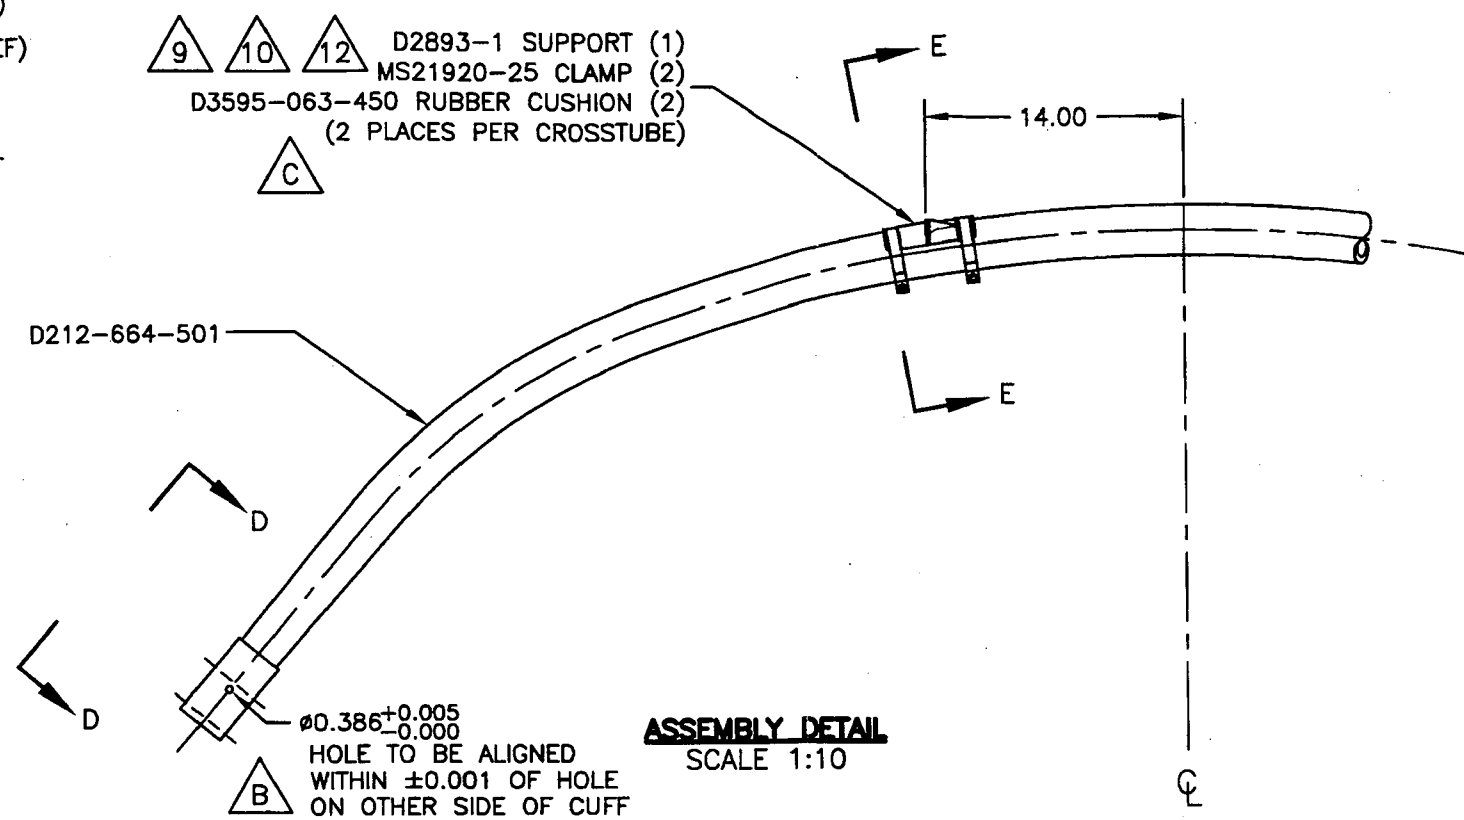 )
EF)
9 10 12 D2893-1 SUPPORT (1)
MS21920-25 CLAMP (2)
D3595-063-450 RUBBER CUSHION (2)
(2 PLACES PER CROSSTUBE)
C
E
14.00
D212-664-501
E
D
D
Ø0.386 +0.005
-0.000
HOLE TO BE ALIGNED
WITHIN ±0.001 OF HOLE
ON OTHER SIDE OF CUFF
B
ASSEMBLY DETAIL
SCALE 1:10
℄